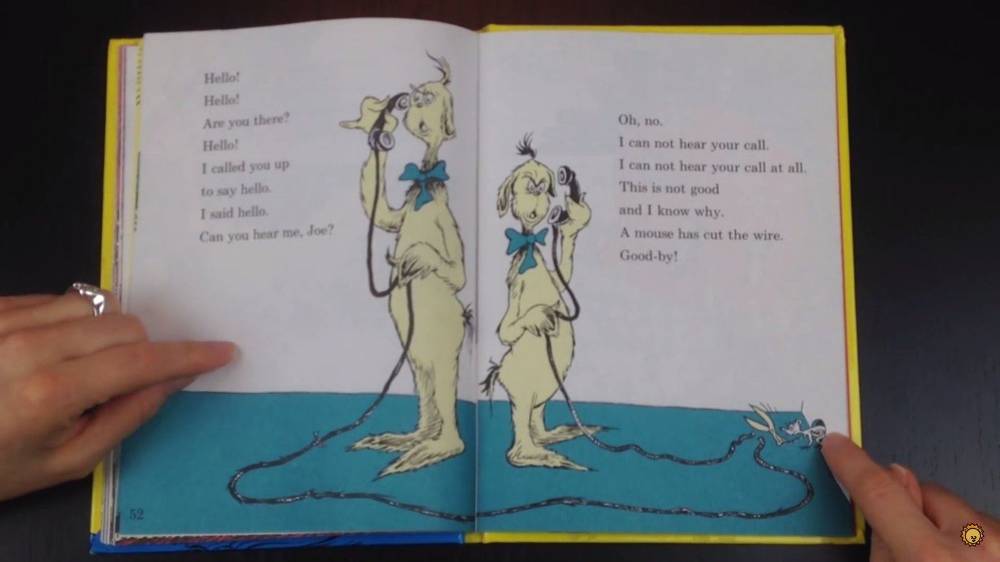 Hello!
Hello!
Are you there?
Hello!
I called you up
to say hello.
I said hello.
Can you hear me, Joe?
52
Oh, no.
I can not hear your call.
I can not hear your call at all.
This is not good
and I know why.
A mouse has cut the wire.
Good-by!